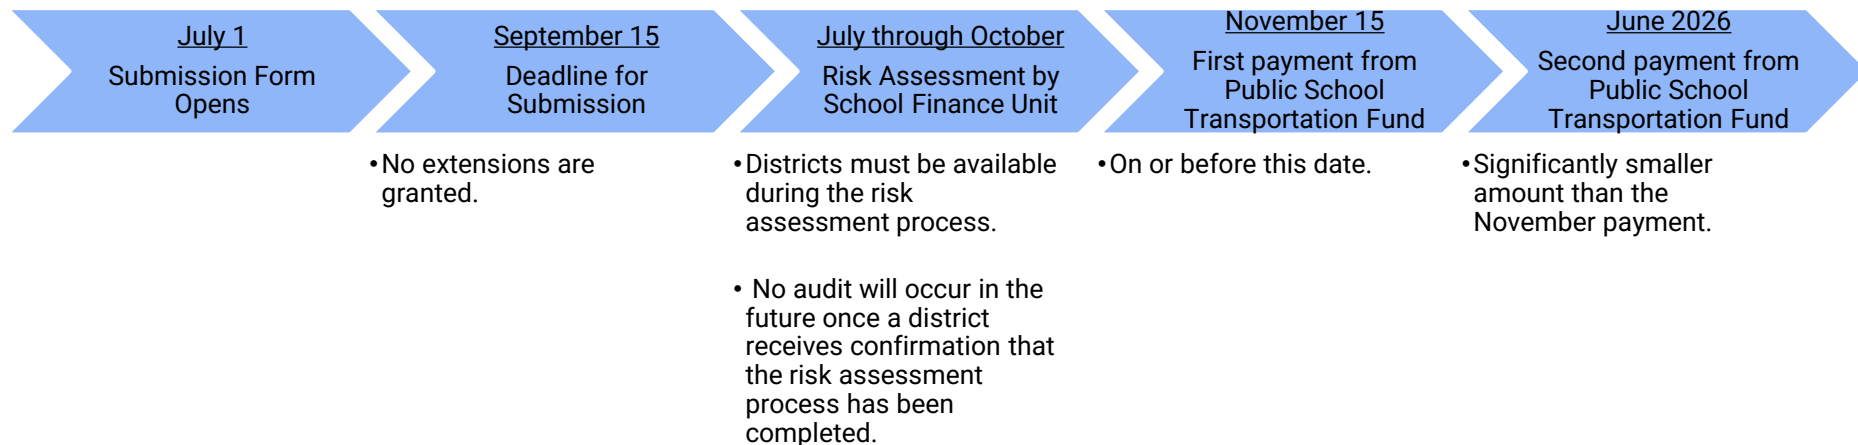 July 1
Submission Form
Opens
September 15
Deadline for
Submission
July through October
Risk Assessment by
School Finance Unit
November 15
First payment from
Public School
Transportation Fund
June 2026
Second payment from
Public School
Transportation Fund
•No extensions are
granted.
•Districts must be available
during the risk
assessment process.
• No audit will occur in the
future once a district
receives confirmation that
the risk assessment
process has been
completed.
•On or before this date.
•Significantly smaller
amount than the
November payment.